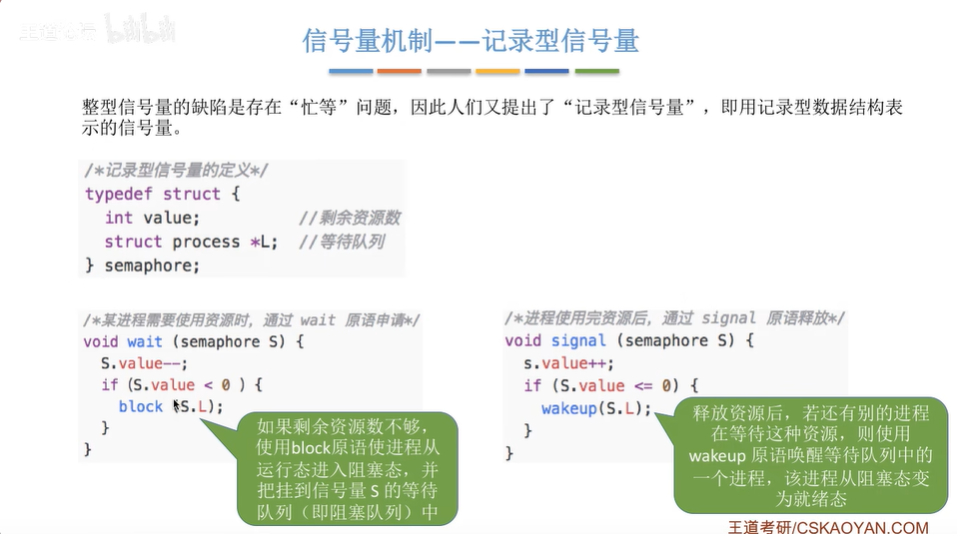 王道考研 bilibili
信号量机制——记录型信号量
整型信号量的缺陷是存在“忙等”问题，因此人们又提出了“记录型信号量”，即用记录型数据结构表
示的信号量。
/*记录型信号量的定义*/
typedef struct {
int value; //剩余资源数
struct process *L; //等待队列
} semaphore;
/*某进程需要使用资源时，通过 wait 原语申请*/
void wait (semaphore S) {
S.value--;
if (S.value < 0 ) {
block (S.L);
}
}
如果剩余资源数不够，
使用block原语使进程从
运行态进入阻塞态，并
把挂到信号量 S 的等待
队列（即阻塞队列）中
/*进程使用完资源后，通过 signal 原语释放*/
void signal (semaphore S) {
s.value++;
if (S.value <= 0) {
wakeup(S.L);
}
}
释放资源后，若还有别的进程
在等待这种资源，则使用
wakeup 原语唤醒等待队列中的
一个进程，该进程从阻塞态变
为就绪态
王道考研/CSKAOYAN.COM